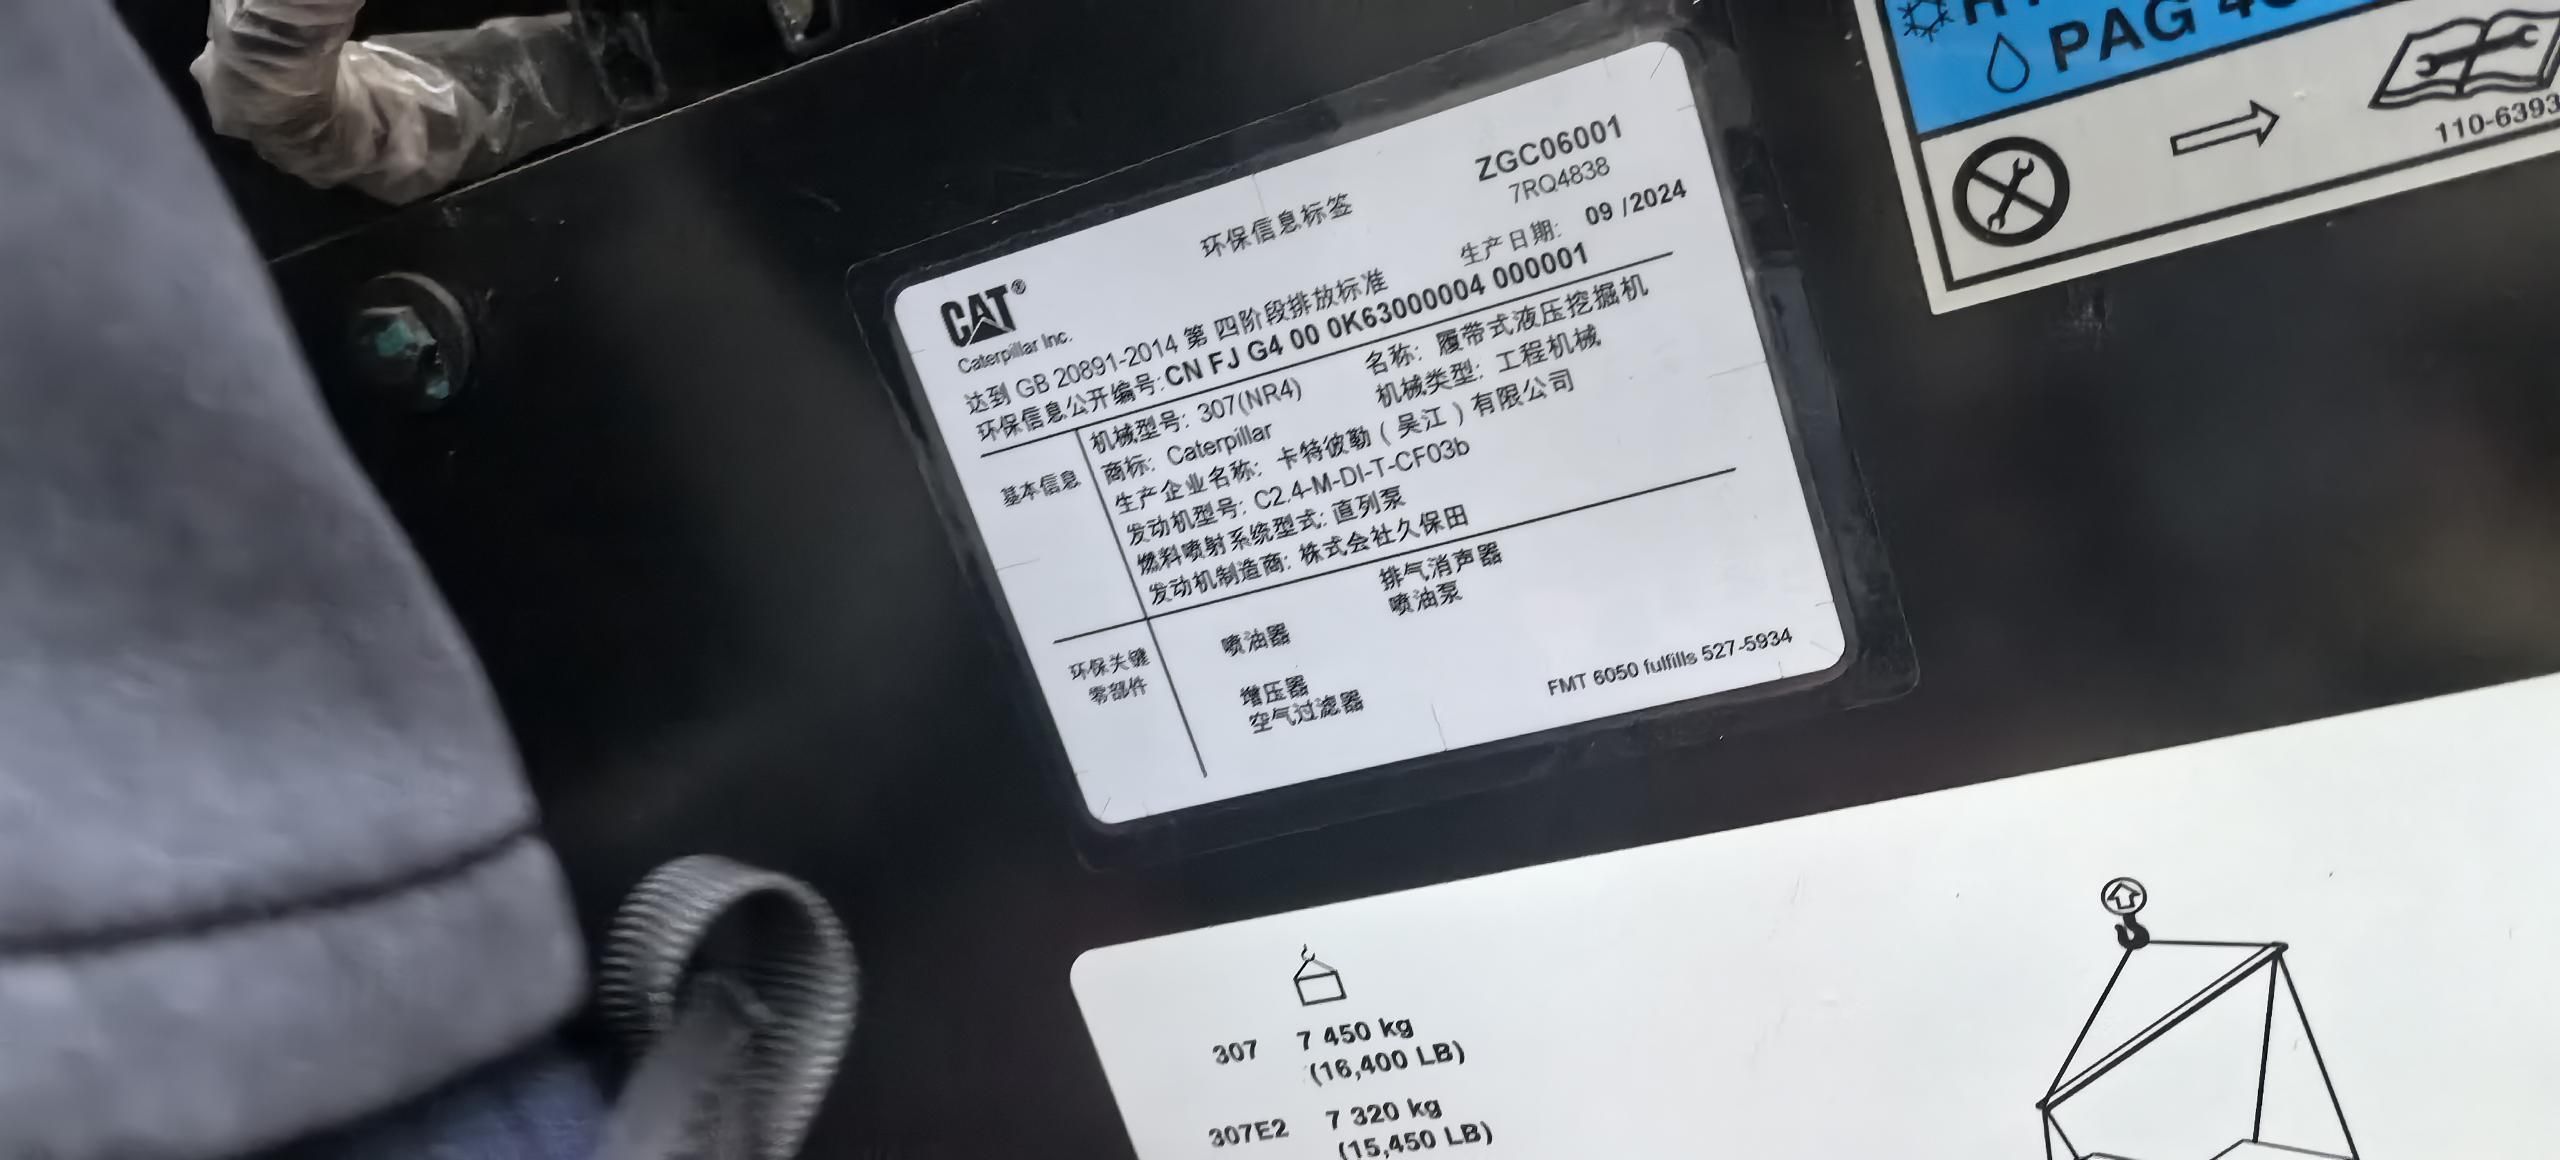 ZGC06001
7RQ4838
环保信息标签
生产日期: 09 /2024
CAT®
Caterpillar Inc.
达到 GB 20891-2014 第 四阶段排放标准
环保信息公开编号:CN FJ G4 00 0K63000004 000001
基本信息
机械型号: 307(NR4) 名称: 履带式液压挖掘机
商标: Caterpillar 机械类型: 工程机械
生产企业名称: 卡特彼勒(吴江)有限公司
发动机型号: C2.4-M-DI-T-CF03b
燃料喷射系统型式: 直列泵
发动机制造商: 株式会社久保田
环保关键
零部件
排气消声器
喷油器 喷油泵
增压器
空气过滤器
FMT 6050 fulfills 527-5934
PAG
110-6393
307 7 450 kg
(16,400 LB)
307E2 7 320 kg
(15,450 LB)